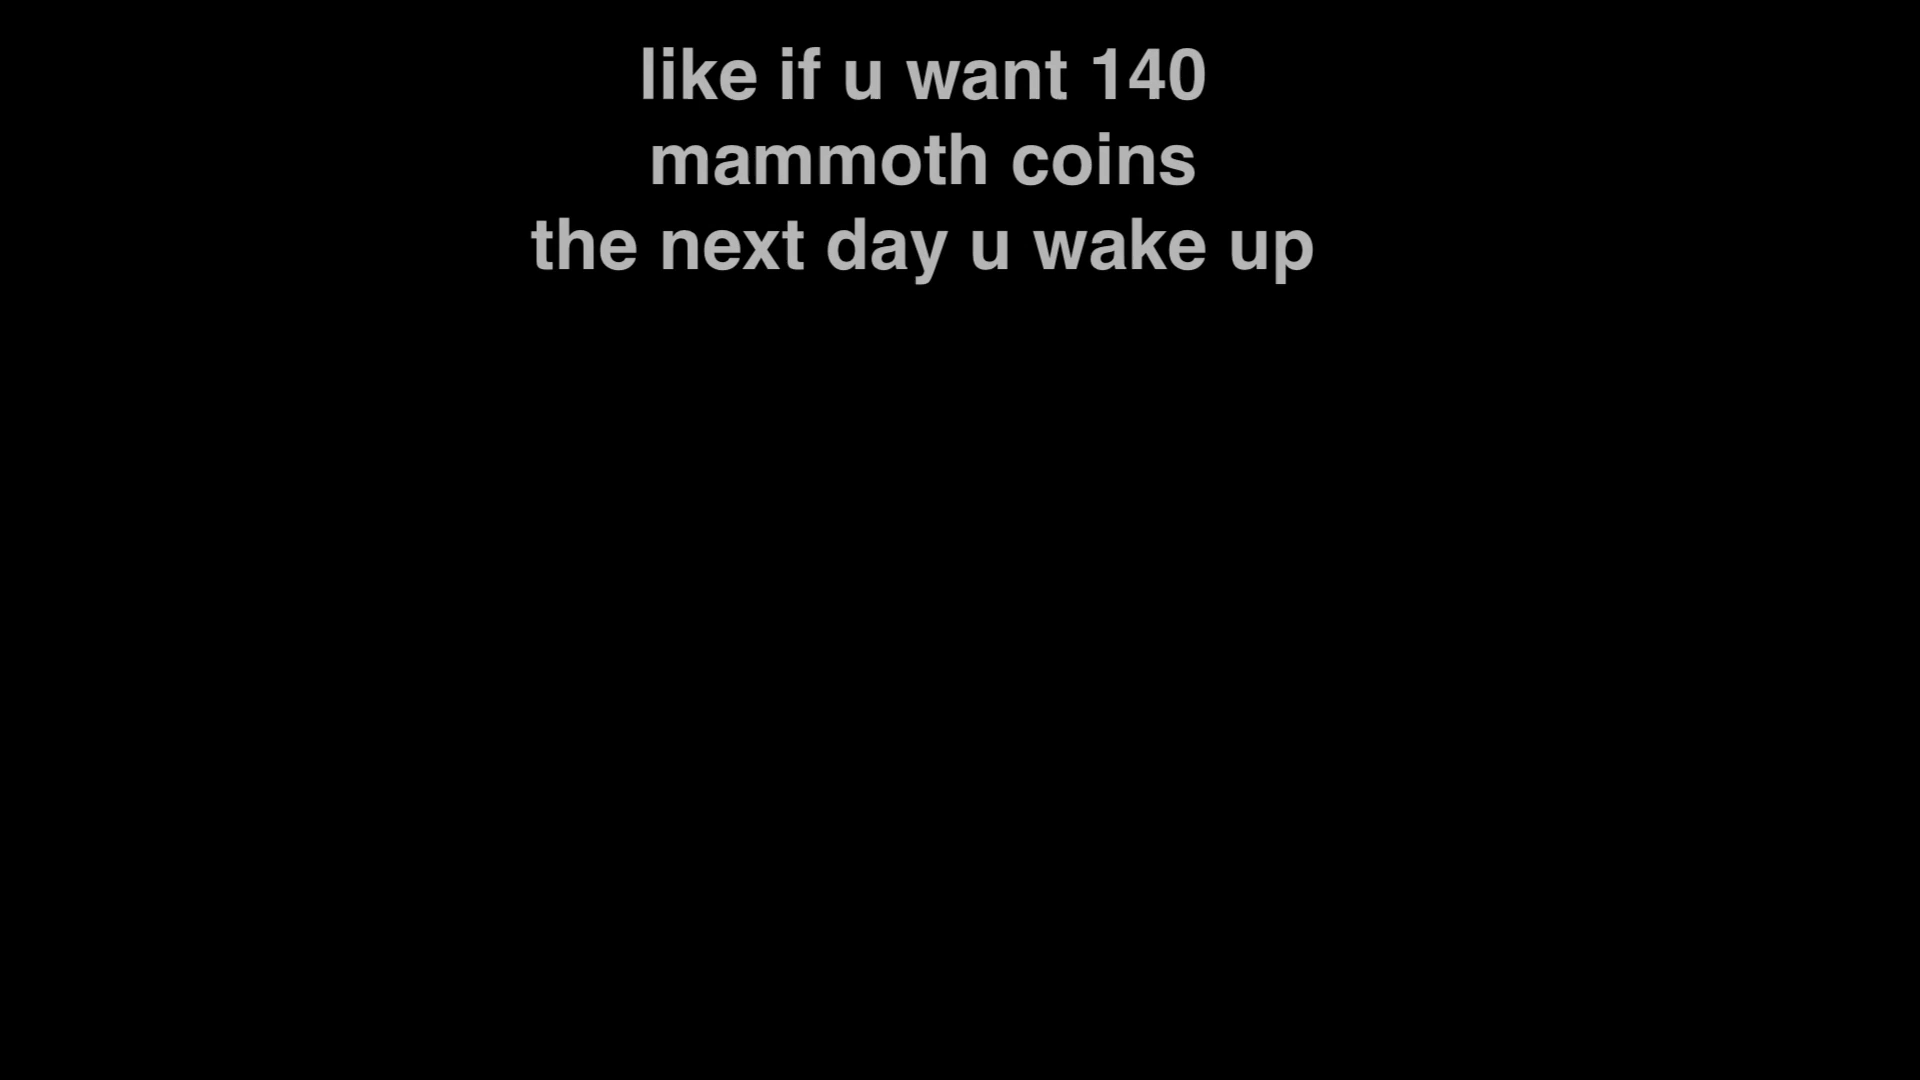 like if u want 140
mammoth coins
the next day u wake up